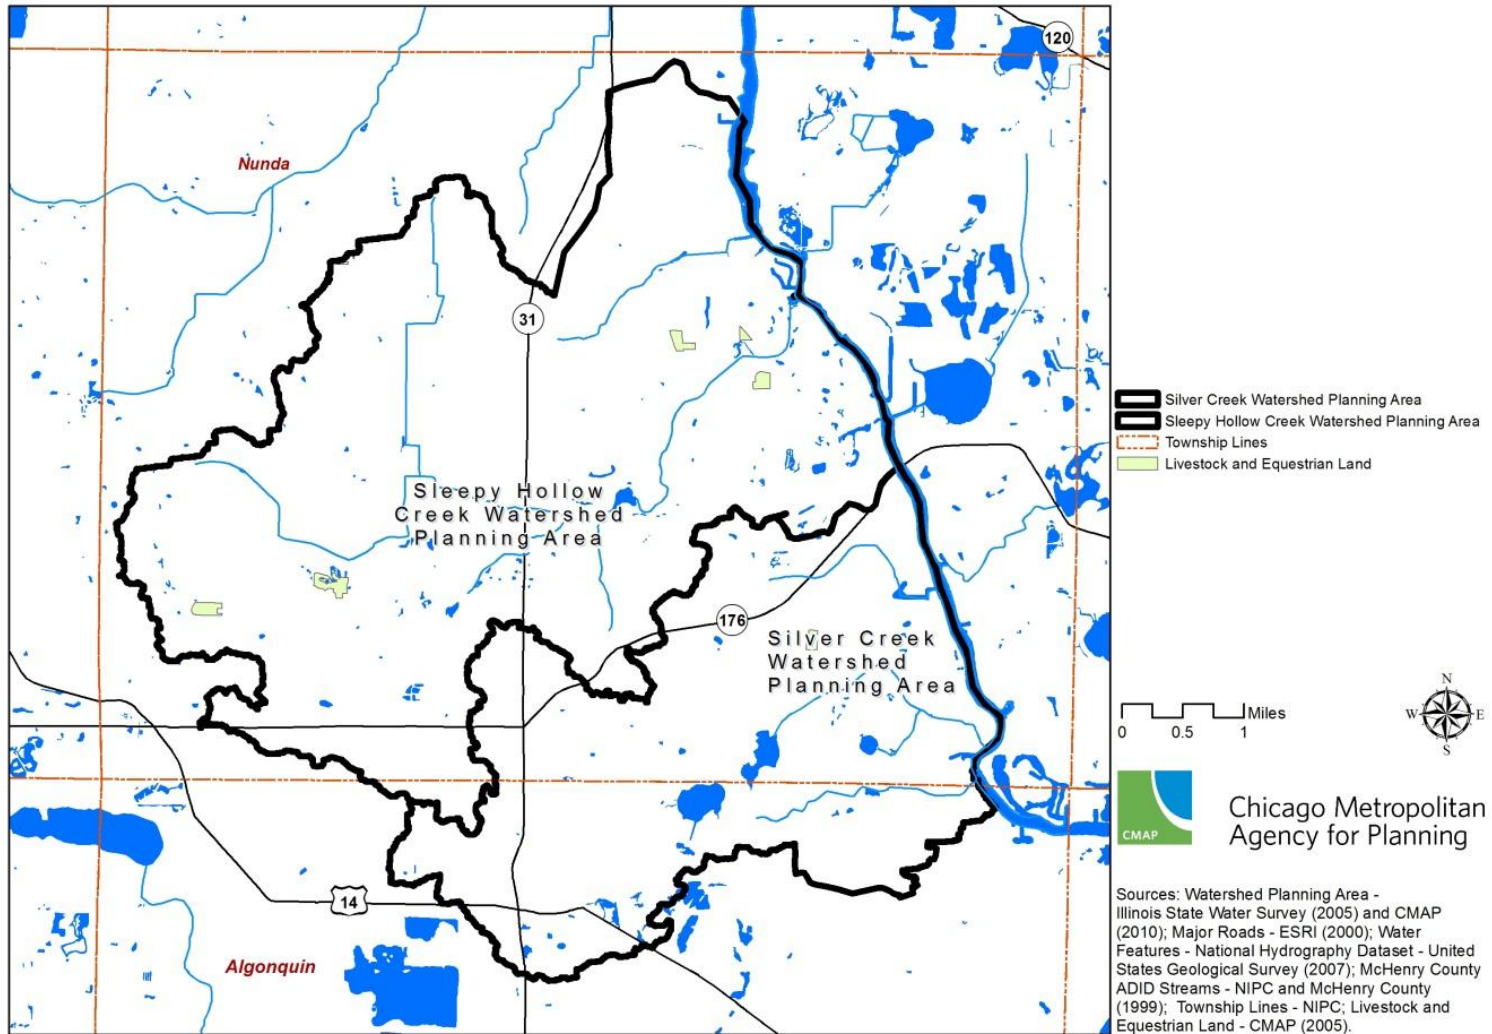 120
Nunda
31
Sleepy Hollow
Creek Watershed
Planning Area
176
Silver Creek
Watershed
Planning Area
14
Algonquin
Silver Creek Watershed Planning Area
Sleepy Hollow Creek Watershed Planning Area
Township Lines
Livestock and Equestrian Land
N
W E
S
Miles
0 0.5 1
CMAP
Chicago Metropolitan
Agency for Planning
Sources: Watershed Planning Area -
Illinois State Water Survey (2005) and CMAP
(2010); Major Roads - ESRI (2000); Water
Features - National Hydrography Dataset - United
States Geological Survey (2007); McHenry County
ADID Streams - NIPC and McHenry County
(1999); Township Lines - NIPC; Livestock and
Equestrian Land - CMAP (2005).